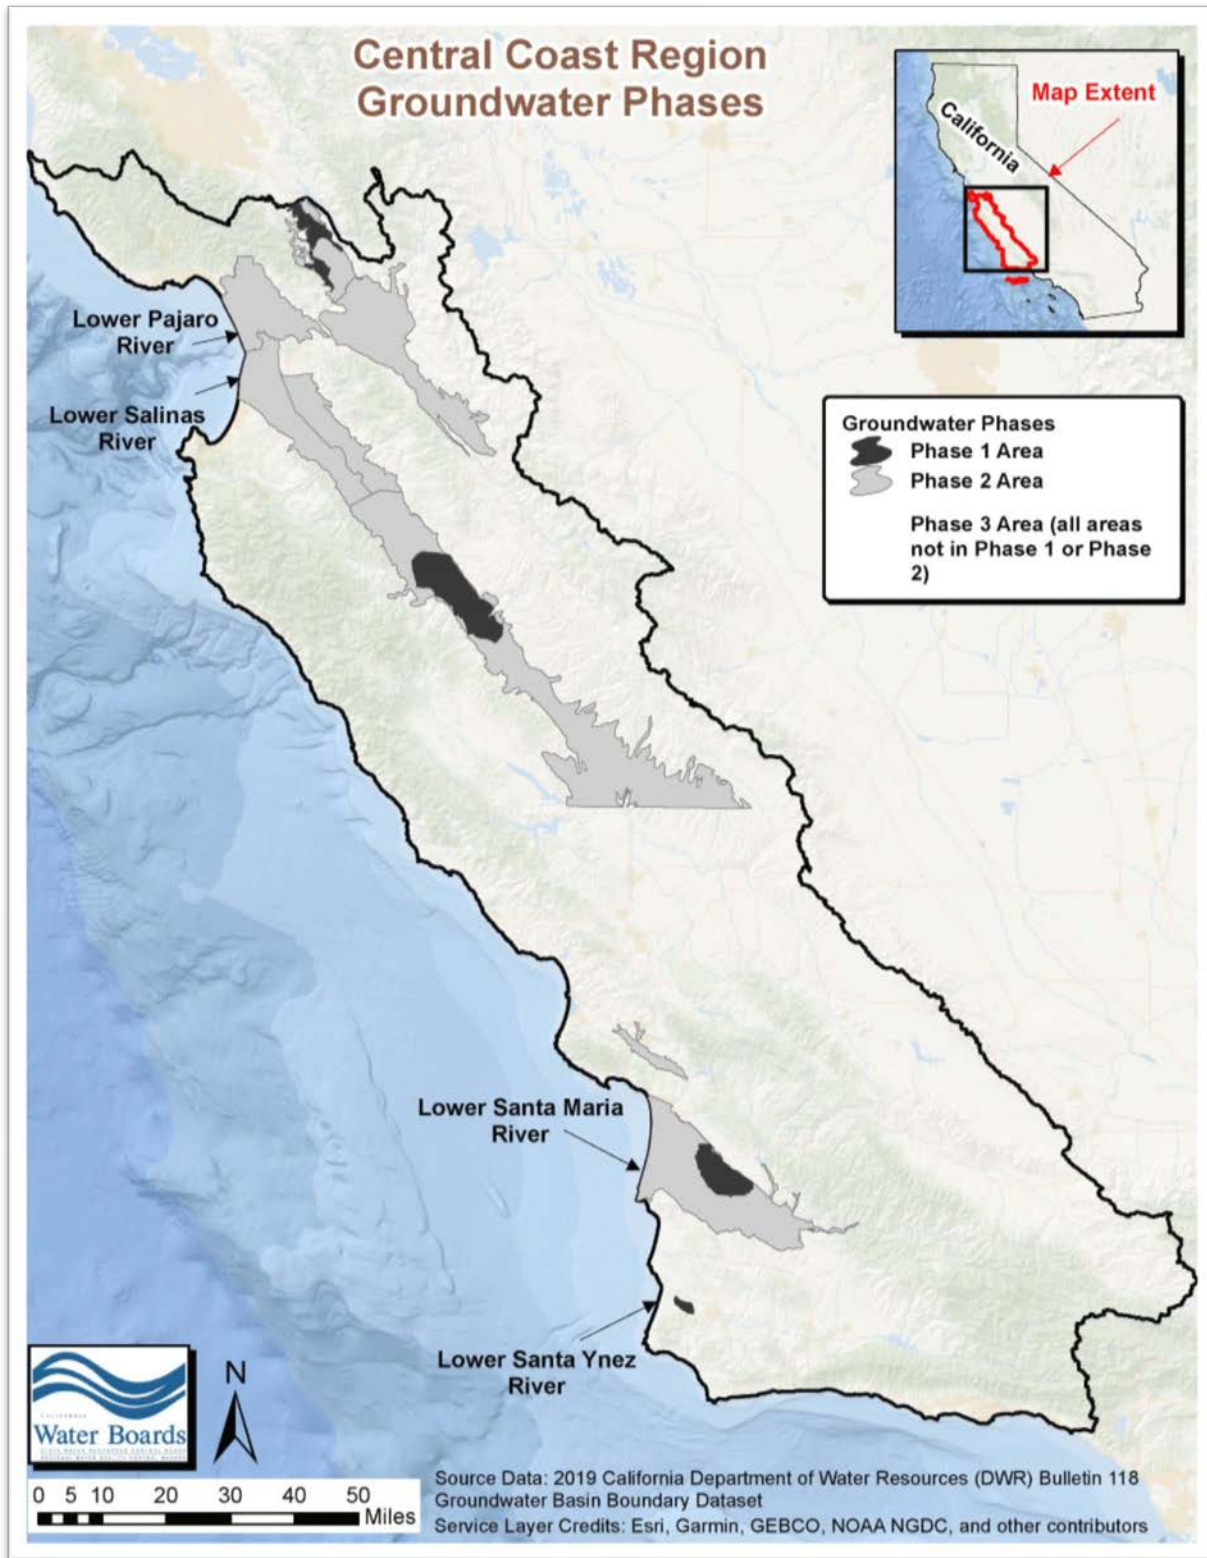 Central Coast Region
Groundwater Phases
Map Extent
California
Lower Pajaro
River
Lower Salinas
River
Groundwater Phases
Phase 1 Area
Phase 2 Area
Phase 3 Area (all areas
not in Phase 1 or Phase
2)
Lower Santa Maria
River
Lower Santa Ynez
River
CALIFORNIA
Water Boards
N
0 5 10 20 30 40 50
Miles
Source Data: 2019 California Department of Water Resources (DWR) Bulletin 118
Groundwater Basin Boundary Dataset
Service Layer Credits: Esri, Garmin, GEBCO, NOAA NGDC, and other contributors